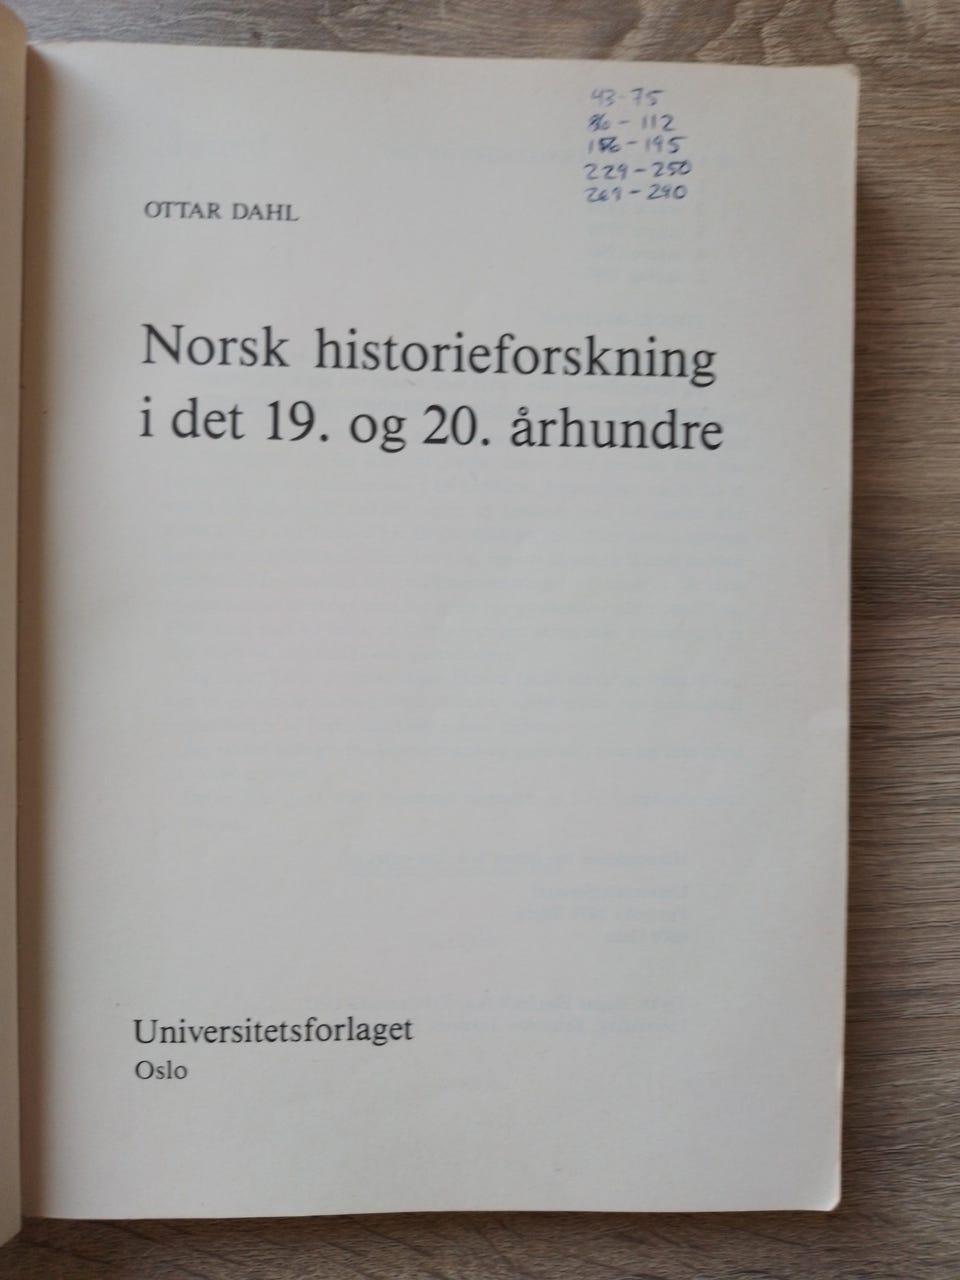 43-75
86-112
186-195
229-250
269-290
OTTAR DAHL
Norsk historieforskning
i det 19. og 20. århundre
Universitetsforlaget
Oslo